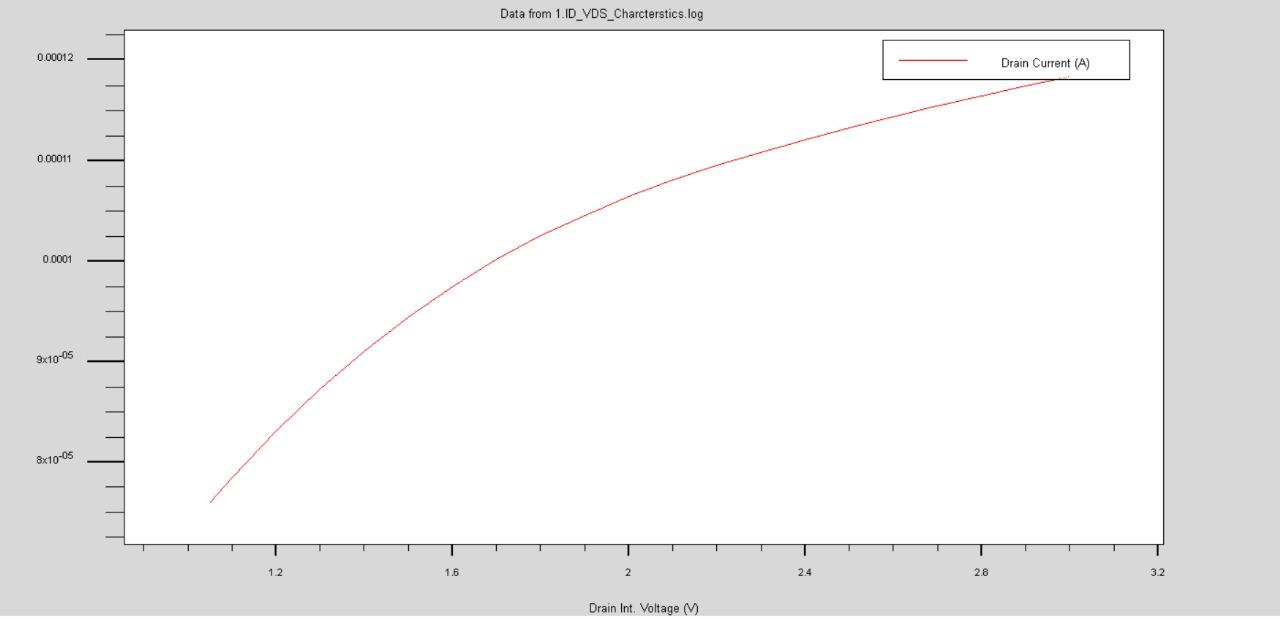 Data from 1.ID_VDS_Charcterstics.log
Drain Current (A)
0.00012
0.00011
0.0001
9x10-05
8x10-05
1.2 1.6 2 2.4 2.8 3.2
Drain Int. Voltage (V)